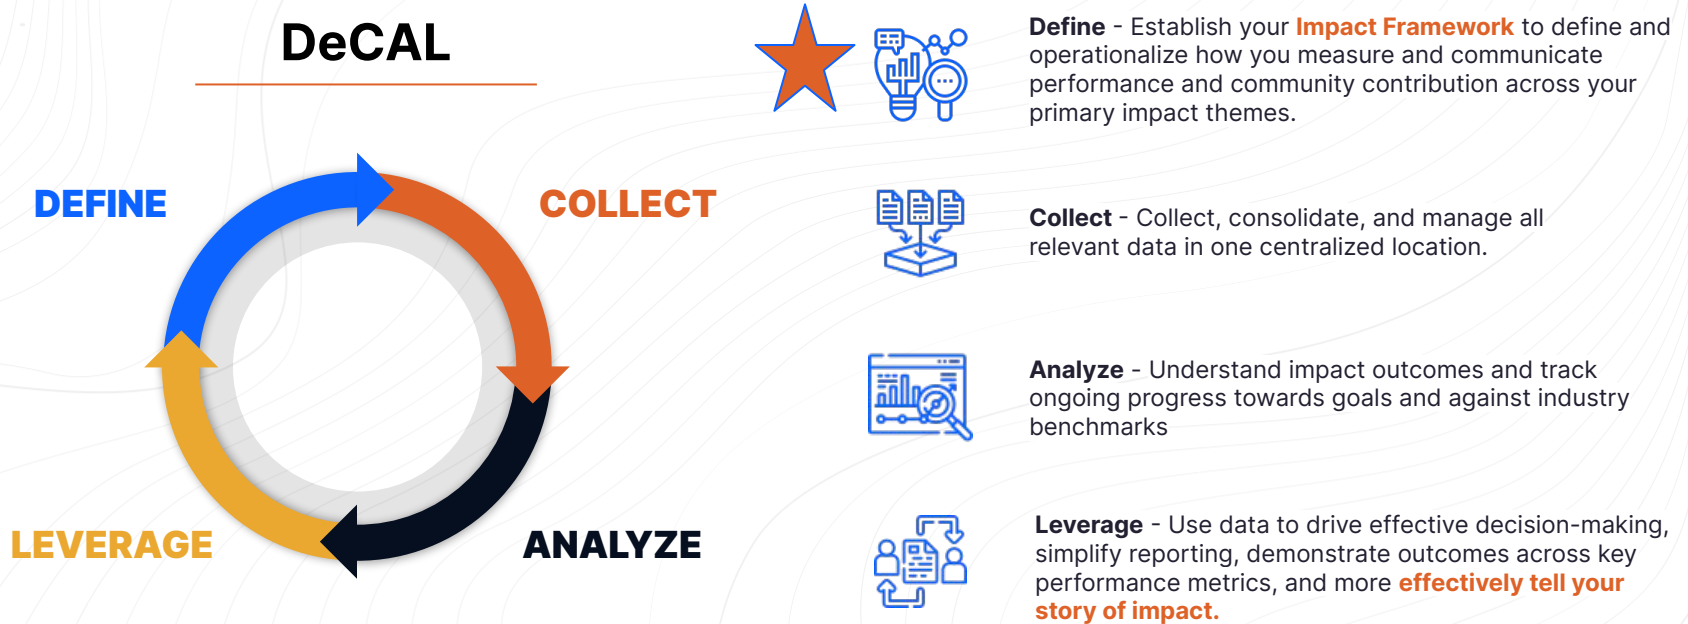 DeCAL
DEFINE
COLLECT
LEVERAGE
ANALYZE
Define - Establish your Impact Framework to define and
operationalize how you measure and communicate
performance and community contribution across your
primary impact themes.
Collect - Collect, consolidate, and manage all
relevant data in one centralized location.
Analyze - Understand impact outcomes and track
ongoing progress towards goals and against industry
benchmarks
Leverage - Use data to drive effective decision-making,
simplify reporting, demonstrate outcomes across key
performance metrics, and more effectively tell your
story of impact.